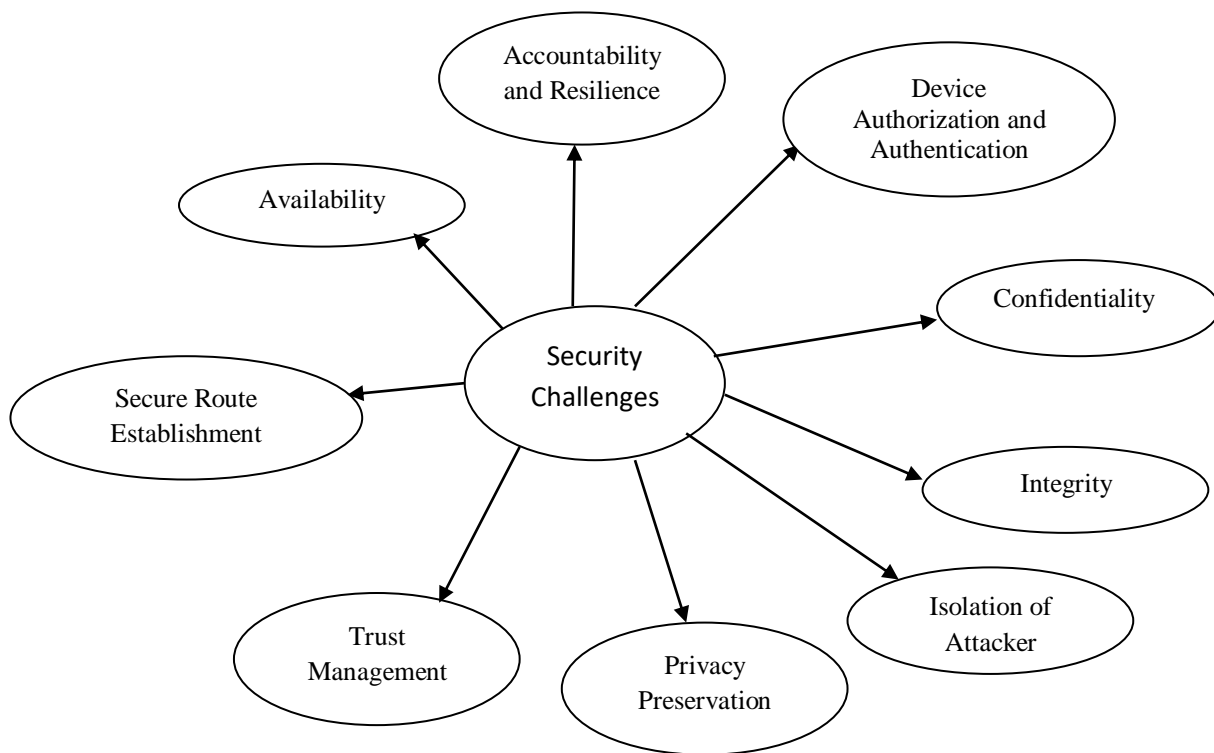 Accountability
and Resilience
Device
Authorization and
Authentication
Availability
Confidentiality
Security
Challenges
Secure Route
Establishment
Integrity
Isolation of
Attacker
Trust
Management
Privacy
Preservation